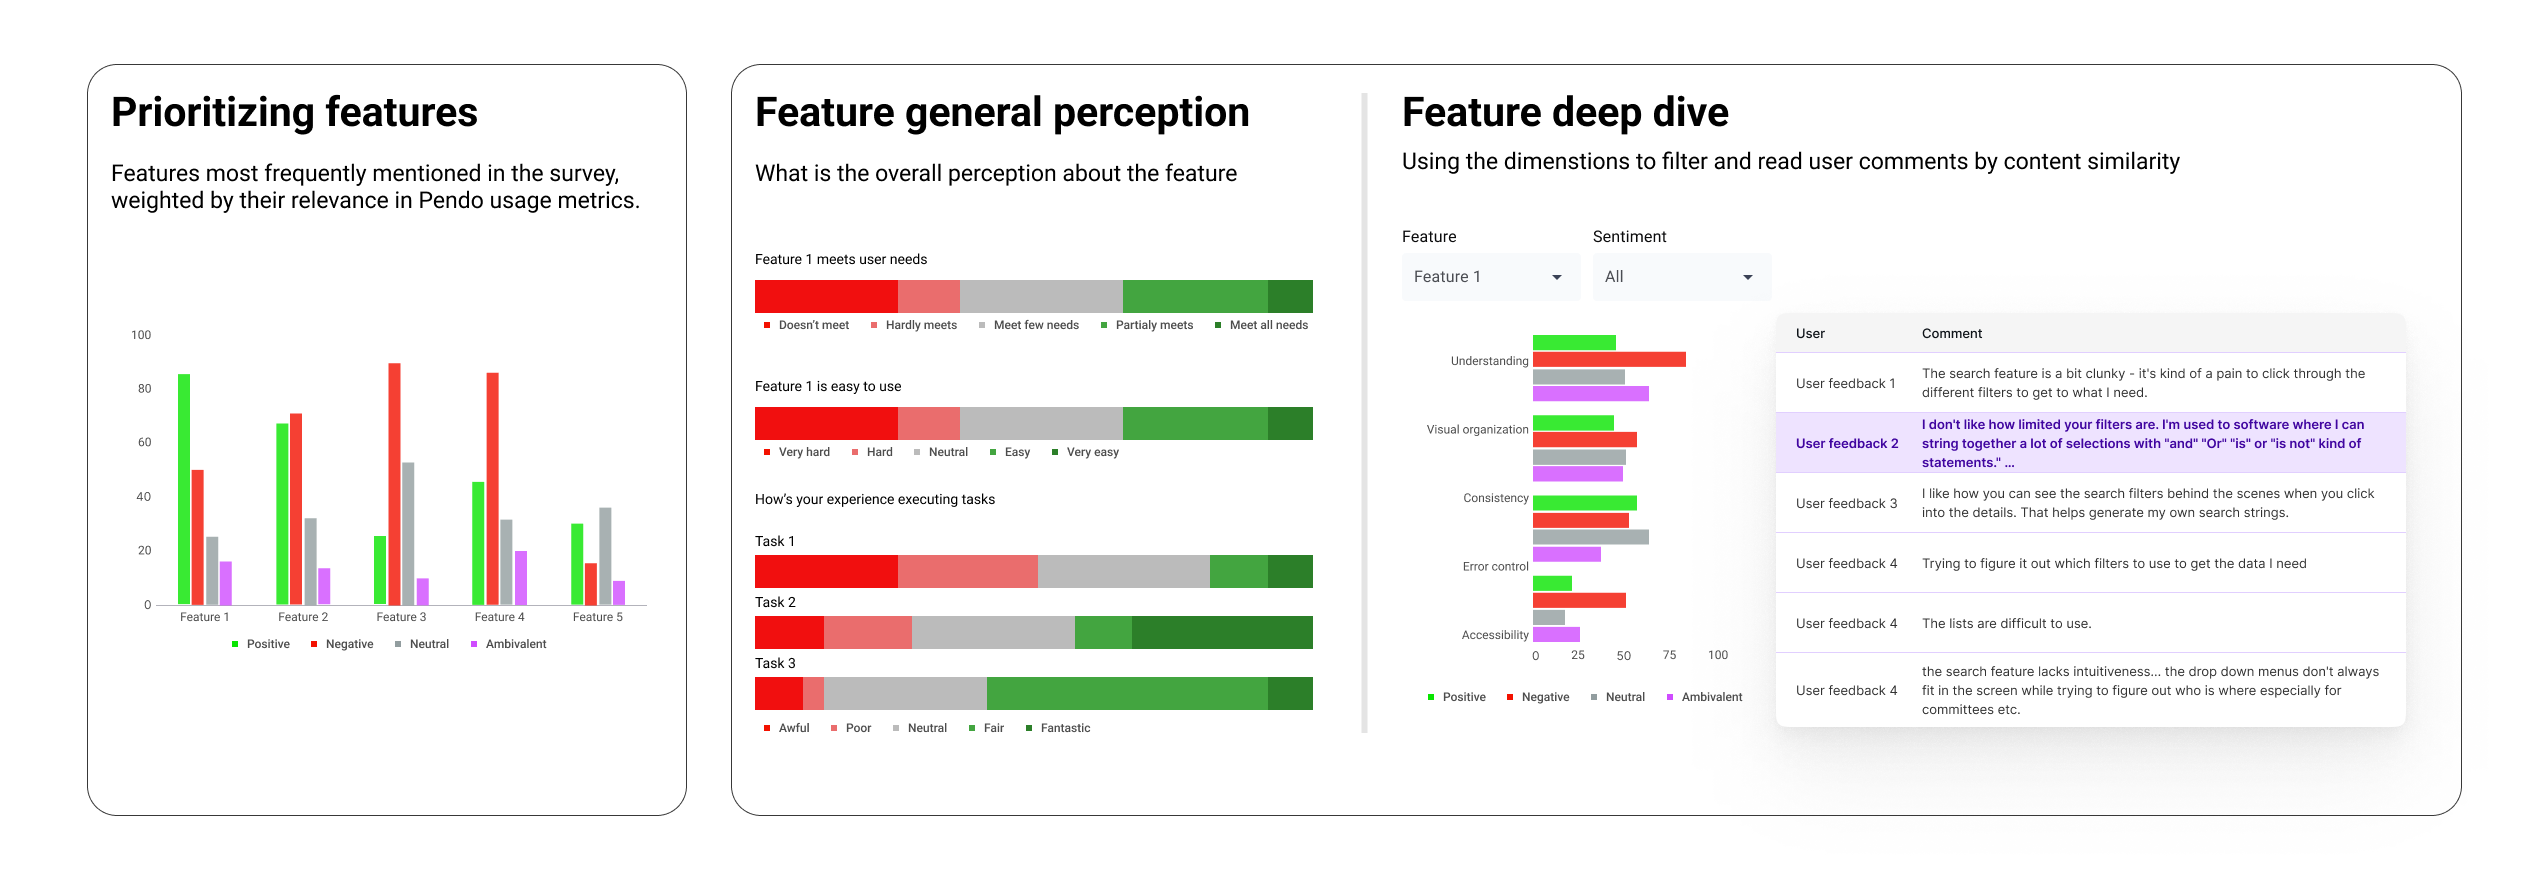 Prioritizing features
Features most frequently mentioned in the survey,
weighted by their relevance in Pendo usage metrics.
100
80
60
40
20
0
Feature 1
Feature 2
Feature 3
Feature 4
Feature 5
Positive
Negative
Neutral
Ambivalent
Feature general perception
What is the overall perception about the feature
Feature 1 meets user needs
Doesn't meet
Hardly meets
Meet few needs
Partialy meets
Meet all needs
Feature 1 is easy to use
Very hard
Hard
Neutral
Easy
Very easy
How's your experience executing tasks
Task 1
Task 2
Task 3
Awful
Poor
Neutral
Fair
Fantastic
Feature deep dive
Using the dimenstions to filter and read user comments by content similarity
Feature
Feature 1
Sentiment
All
Understanding
Visual organization
Consistency
Error control
Accessibility
0
25
50
75
100
Positive
Negative
Neutral
Ambivalent
User
Comment
User feedback 1
The search feature is a bit clunky - it's kind of a pain to click through the
different filters to get to what I need.
User feedback 2
I don't like how limited your filters are. I'm used to software where I can
string together a lot of selections with "and" "Or" "is" or "is not" kind of
statements." ...
User feedback 3
I like how you can see the search filters behind the scenes when you click
into the details. That helps generate my own search strings.
User feedback 4
Trying to figure it out which filters to use to get the data I need
User feedback 4
The lists are difficult to use.
User feedback 4
the search feature lacks intuitiveness... the drop down menus don't always
fit in the screen while trying to figure out who is where especially for
committees etc.